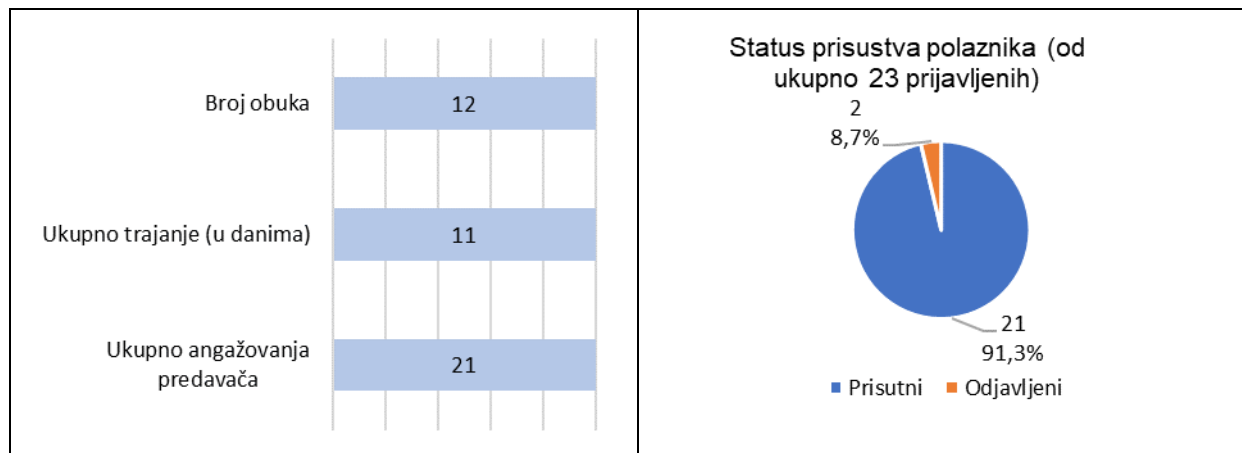 Broj obuka
12
Ukupno trajanje (u danima)
11
Ukupno angažovanja
predavača
21
Status prisustva polaznika (od
ukupno 23 prijavljenih)
2
8,7%
21
91,3%
Prisutni Odjavljeni